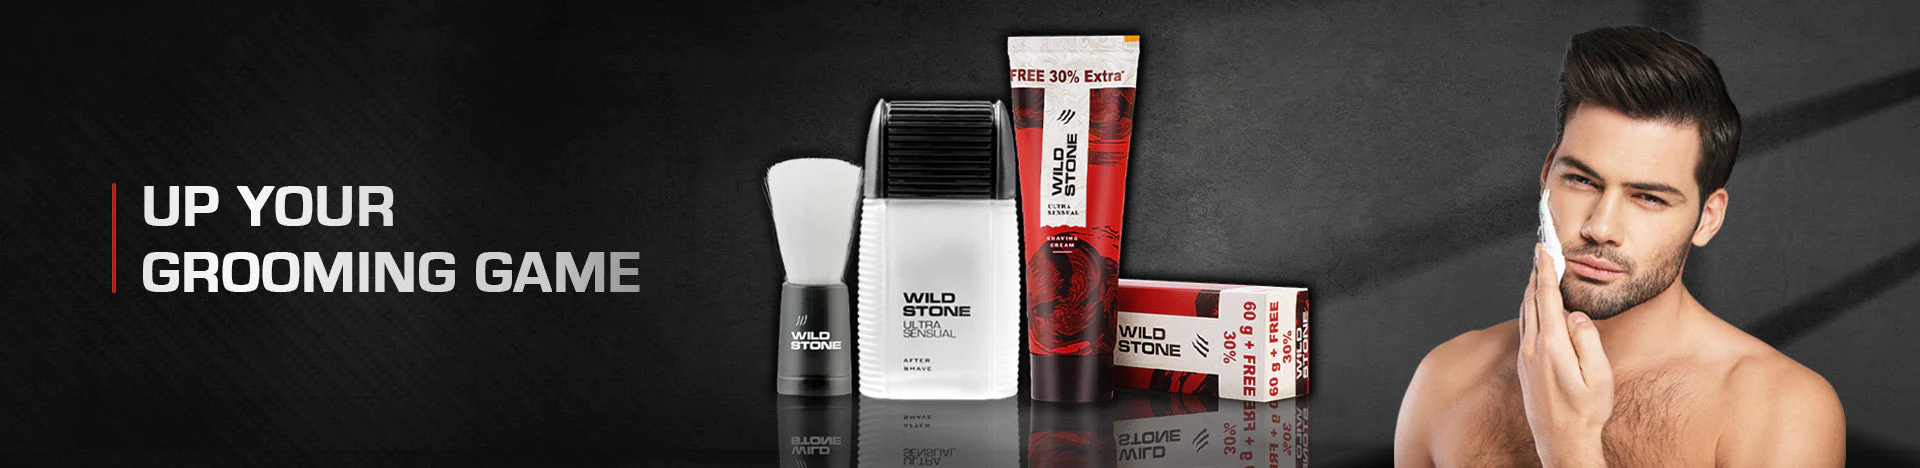 UP YOUR
GROOMING GAME
WILD
STONE
WILD
STONE
ULTRA
SENSUAL
AFTER
SHAVE
FREE 30% Extra*
WILD
STONE
ULTRA
SENSUAL
SHAVING
CREAM
WILD
STONE
60 g + FREE
30%
60 g + FREE
30%
WILD
STONE